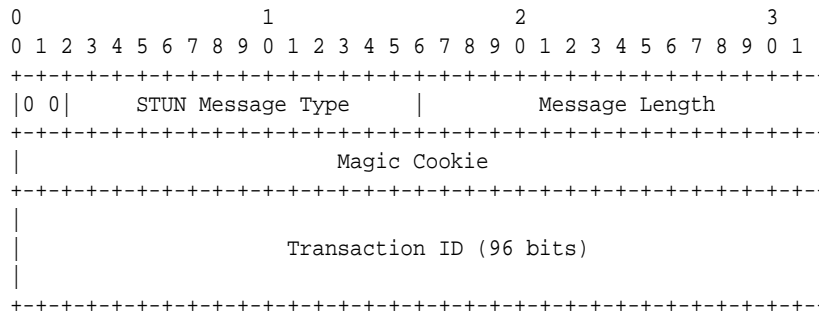 0                   1                   2                   3
0 1 2 3 4 5 6 7 8 9 0 1 2 3 4 5 6 7 8 9 0 1 2 3 4 5 6 7 8 9 0 1
+-+-+-+-+-+-+-+-+-+-+-+-+-+-+-+-+-+-+-+-+-+-+-+-+-+-+-+-+-+-+-+-
|0 0|     STUN Message Type     |         Message Length
+-+-+-+-+-+-+-+-+-+-+-+-+-+-+-+-+-+-+-+-+-+-+-+-+-+-+-+-+-+-+-+-
|                         Magic Cookie
+-+-+-+-+-+-+-+-+-+-+-+-+-+-+-+-+-+-+-+-+-+-+-+-+-+-+-+-+-+-+-+-
|
|                     Transaction ID (96 bits)
|
+-+-+-+-+-+-+-+-+-+-+-+-+-+-+-+-+-+-+-+-+-+-+-+-+-+-+-+-+-+-+-+-